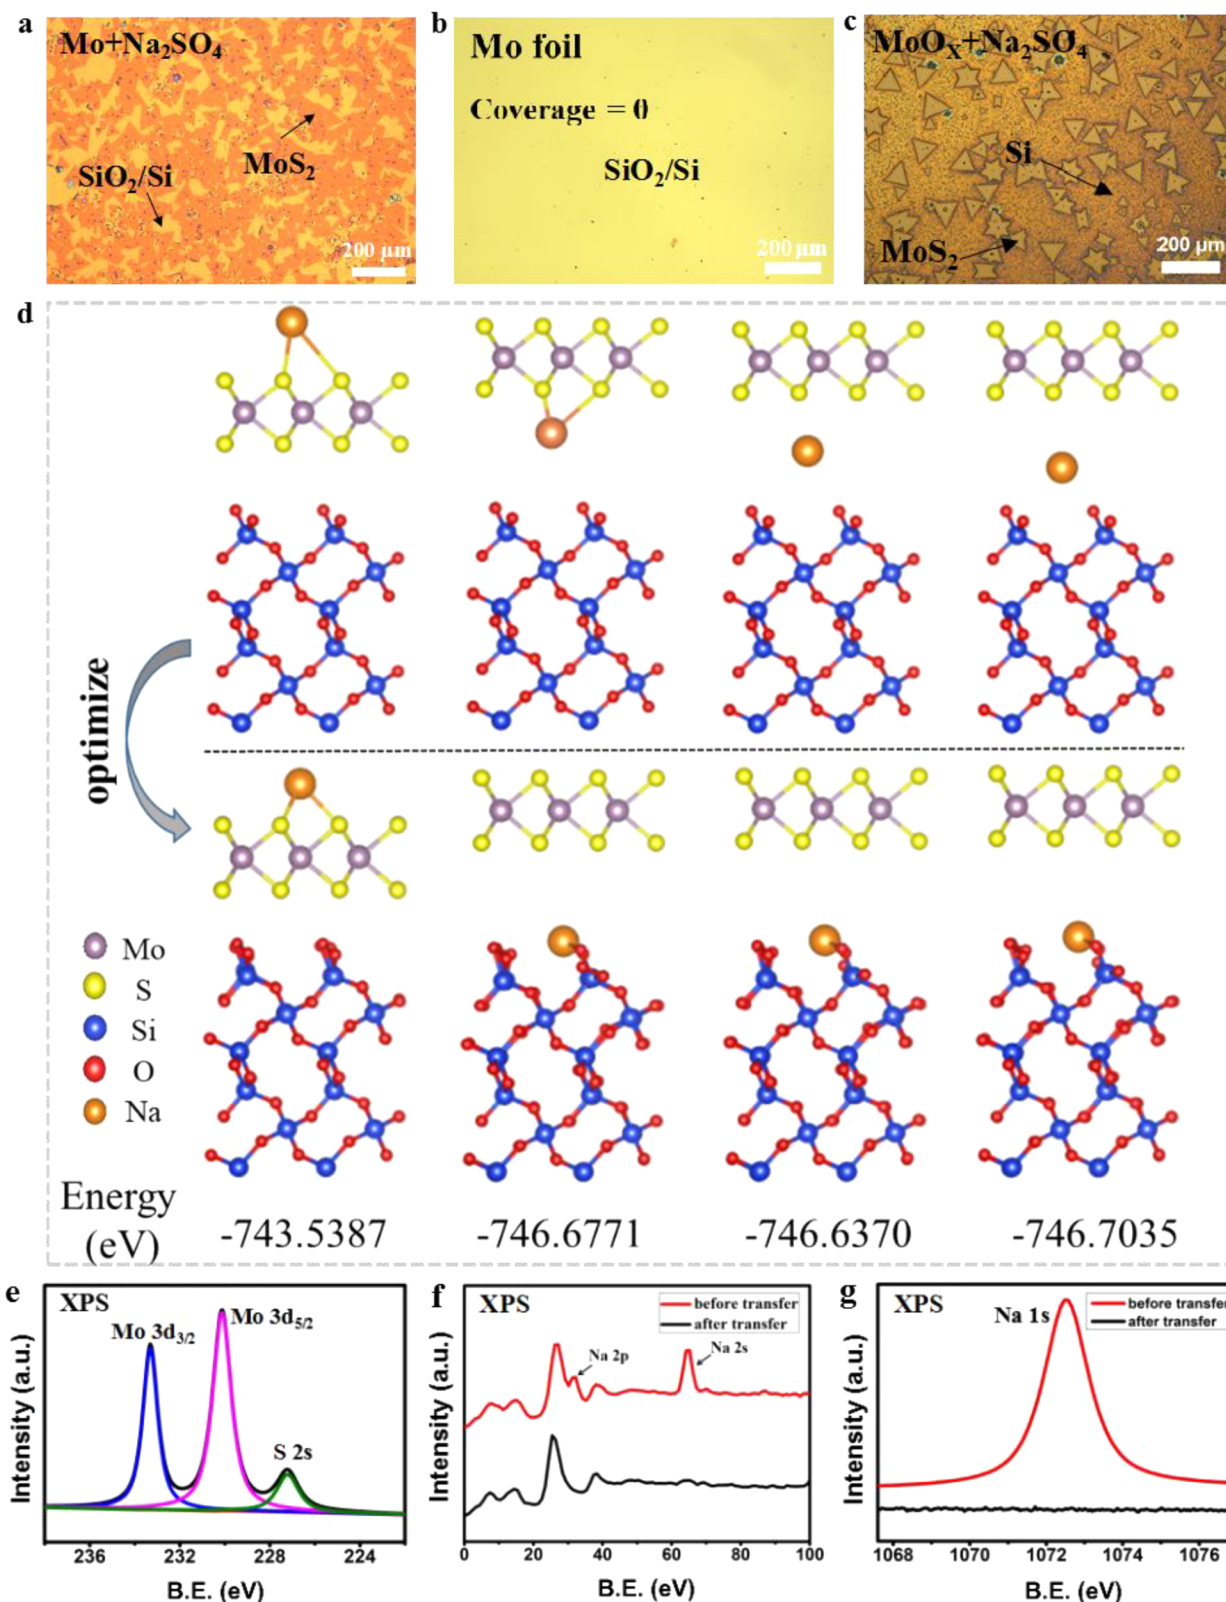 a
Mo+Na₂SO₄
MoS₂
SiO₂/Si
200 μm
b
Mo foil
Coverage = 0
SiO₂/Si
200 μm
c
MoOₓ+Na₂SO₄
Si
MoS₂
200 μm
d
optimize
Mo
S
Si
O
Na
Energy
(eV)
-743.5387
-746.6771
-746.6370
-746.7035
e
XPS
Mo 3d₃/₂
Mo 3d₅/₂
S 2s
Intensity (a.u.)
236 232 228 224
B.E. (eV)
f
XPS
before transfer
after transfer
Na 2p
Na 2s
Intensity (a.u.)
0 20 40 60 80 100
B.E. (eV)
g
XPS
before transfer
after transfer
Na 1s
Intensity (a.u.)
1068 1070 1072 1074 1076
B.E. (eV)